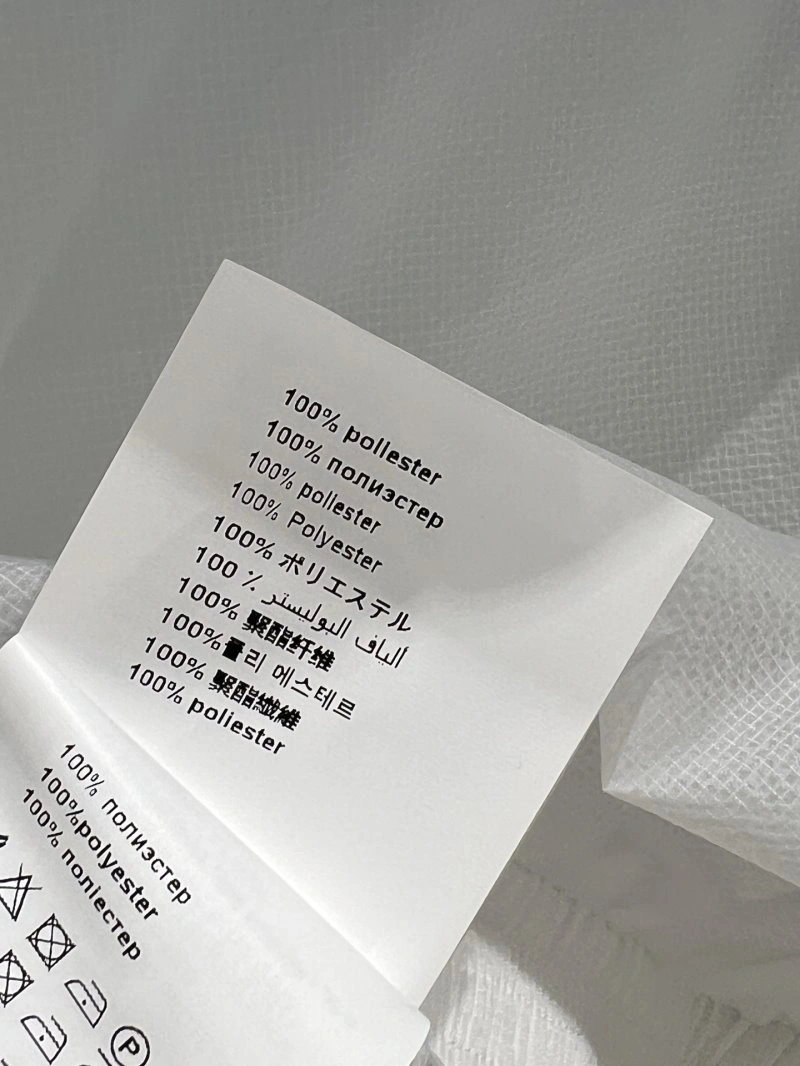 100% poliester
100% полиэстер
100% poliester
100% Polyester
100% ポリエステル
100 ٪ ألياف البوليستر
100% 聚酯纤维
100%폴리 에스테르
100% 聚酯纖維
100% poliester
100% полиэстер
100%polyester
100% поліестер
P